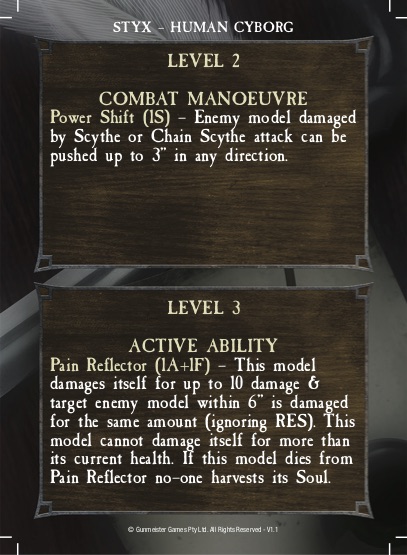 STYX - HUMAN CYBORG
LEVEL 2
COMBAT MANOEUVRE
Power Shift (1S) - Enemy model damaged
by Scythe or Chain Scythe attack can be
pushed up to 3" in any direction.
LEVEL 3
ACTIVE ABILITY
Pain Reflector (1A+1F) - This model
damages itself for up to 10 damage &
target enemy model within 6" is damaged
for the same amount (ignoring RES). This
model cannot damage itself for more than
its current health. If this model dies from
Pain Reflector no-one harvests its Soul.
© Gunmeister Games Pty Ltd. All Rights Reserved - V1.1